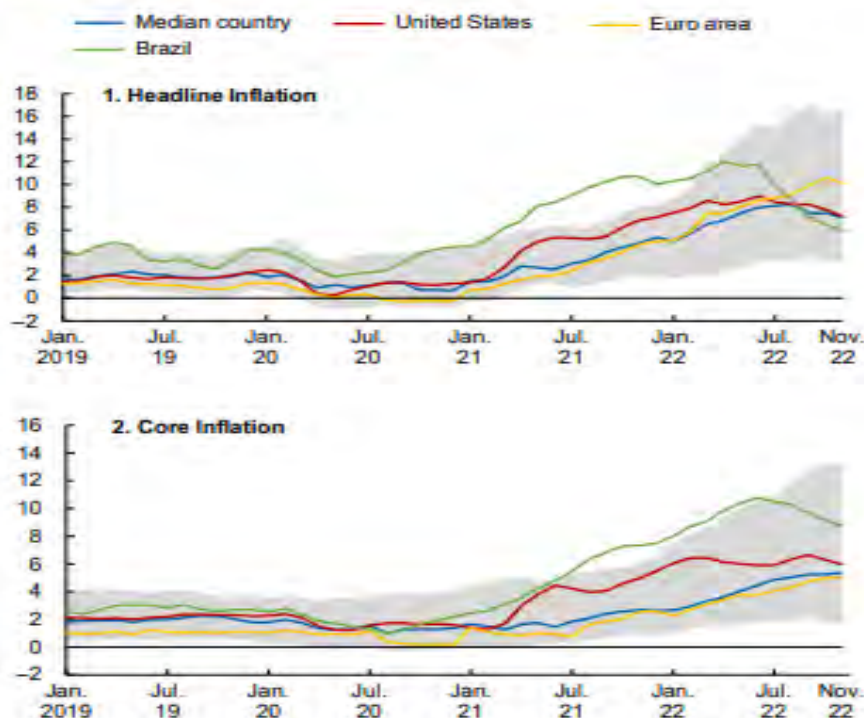 Median country United States Euro area
Brazil
1. Headline Inflation
18
16
14
12
10
8
6
4
2
0
–2
Jan. Jul. Jan. Jul. Jan. Jul. Jan. Jul. Nov.
2019 19 20 20 21 21 22 22 22
2. Core Inflation
16
14
12
10
8
6
4
2
0
–2
Jan. Jul. Jan. Jul. Jan. Jul. Jan. Jul. Nov.
2019 19 20 20 21 21 22 22 22